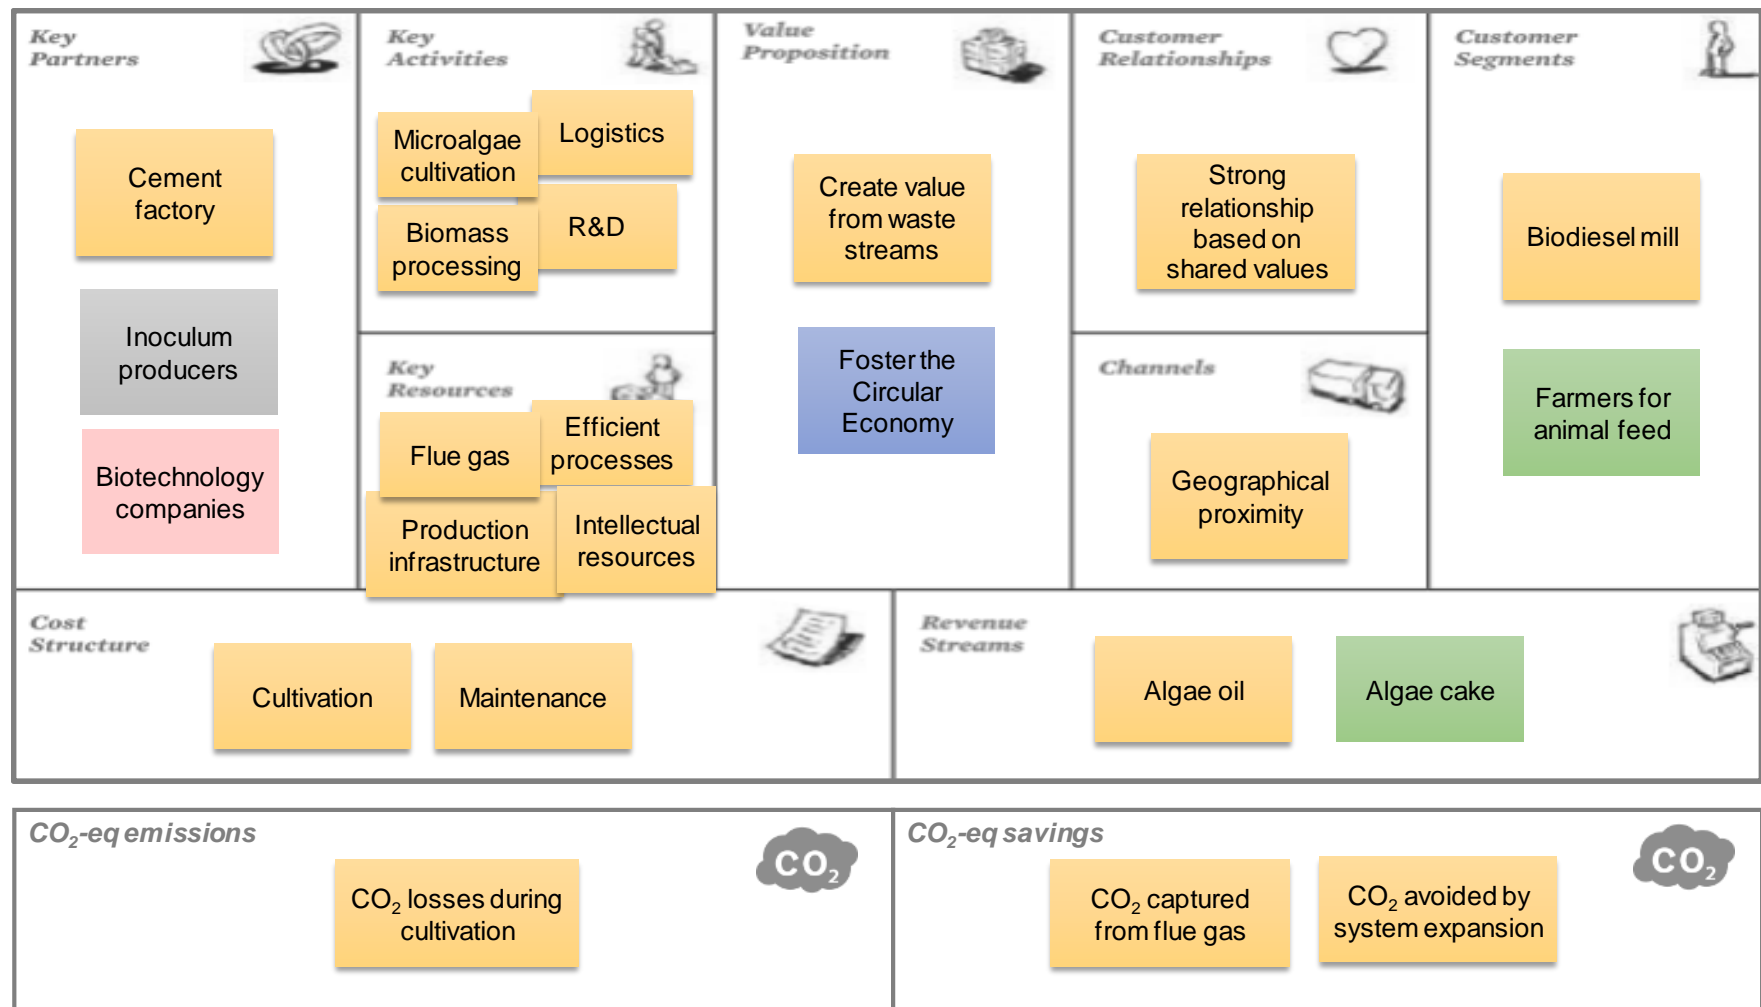 Key
Partners
Cement
factory
Inoculum
producers
Biotechnology
companies
Key
Activities
Microalgae
cultivation
Logistics
Biomass
processing
R&D
Key
Resources
Flue gas
Efficient
processes
Production
infrastructure
Intellectual
resources
Value
Proposition
Create value
from waste
streams
Foster the
Circular
Economy
Customer
Relationships
Strong
relationship
based on
shared values
Channels
Geographical
proximity
Customer
Segments
Biodiesel mill
Farmers for
animal feed
Cost
Structure
Cultivation
Maintenance
Revenue
Streams
Algae oil
Algae cake
CO₂-eq emissions
CO₂
CO₂ losses during
cultivation
CO₂-eq savings
CO₂
CO₂ captured
from flue gas
CO₂ avoided by
system expansion